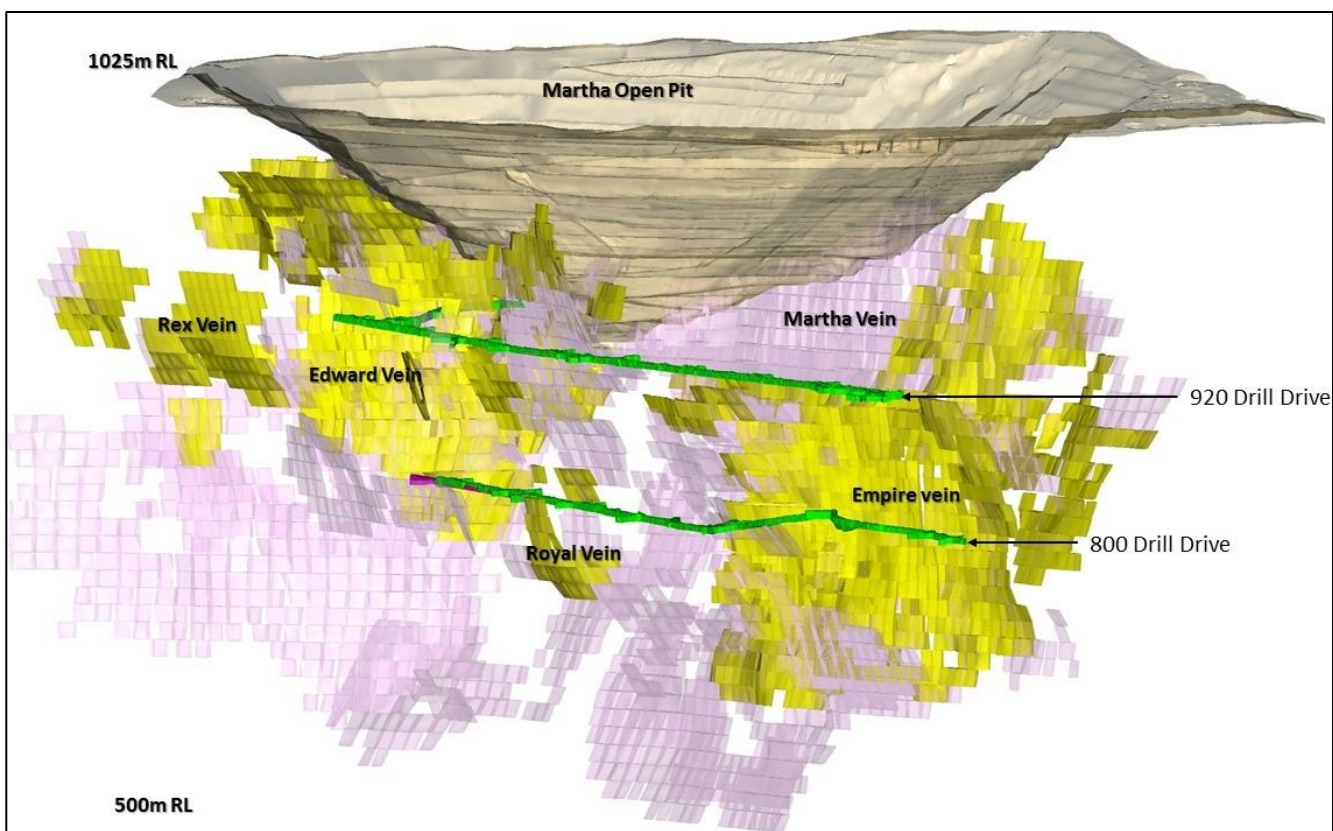 1025m RL
Martha Open Pit
Rex Vein
Martha Vein
Edward Vein
920 Drill Drive
Empire vein
Royal Vein
800 Drill Drive
500m RL